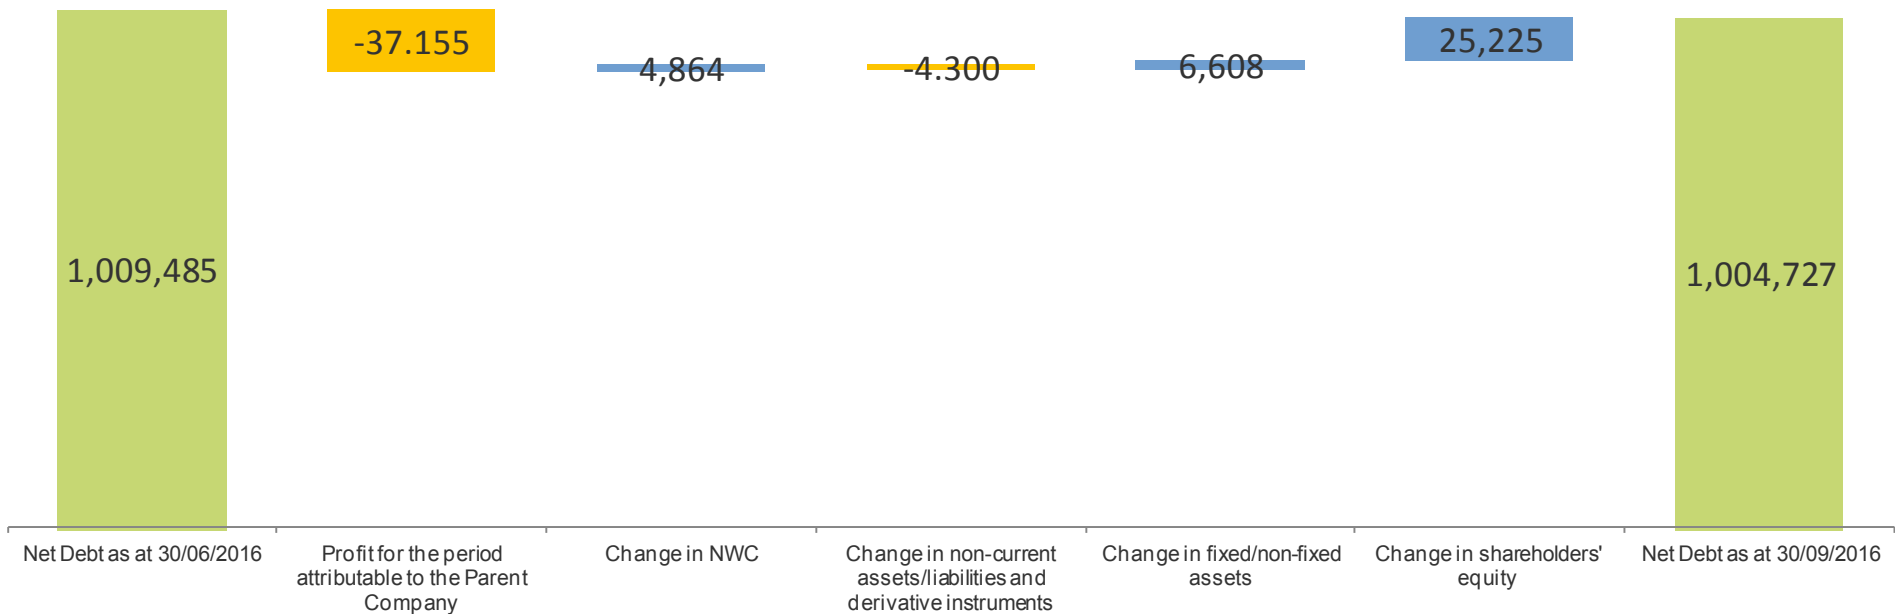 -37.155
4,864
-4.300
6,608
25,225
1,009,485
1,004,727
Net Debt as at 30/06/2016
Profit for the period
attributable to the Parent
Company
Change in NWC
Change in non-current
assets/liabilities and
derivative instruments
Change in fixed/non-fixed
assets
Change in shareholders'
equity
Net Debt as at 30/09/2016